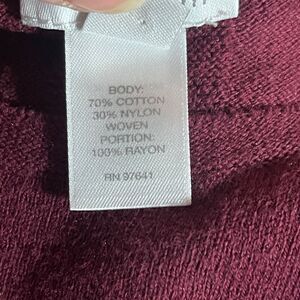 BODY:
70% COTTON
30% NYLON
WOVEN
PORTION:
100% RAYON
RN 97641